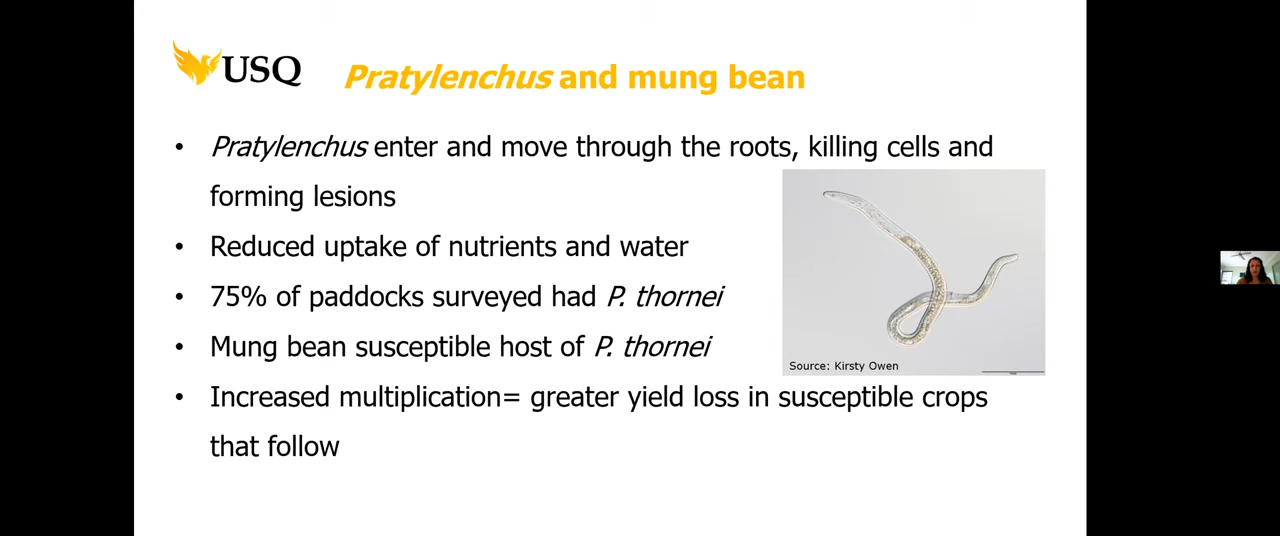 USQ
Pratylenchus and mung bean
• Pratylenchus enter and move through the roots, killing cells and
forming lesions
• Reduced uptake of nutrients and water
• 75% of paddocks surveyed had P. thornei
• Mung bean susceptible host of P. thornei
Source: Kirsty Owen
• Increased multiplication= greater yield loss in susceptible crops
that follow